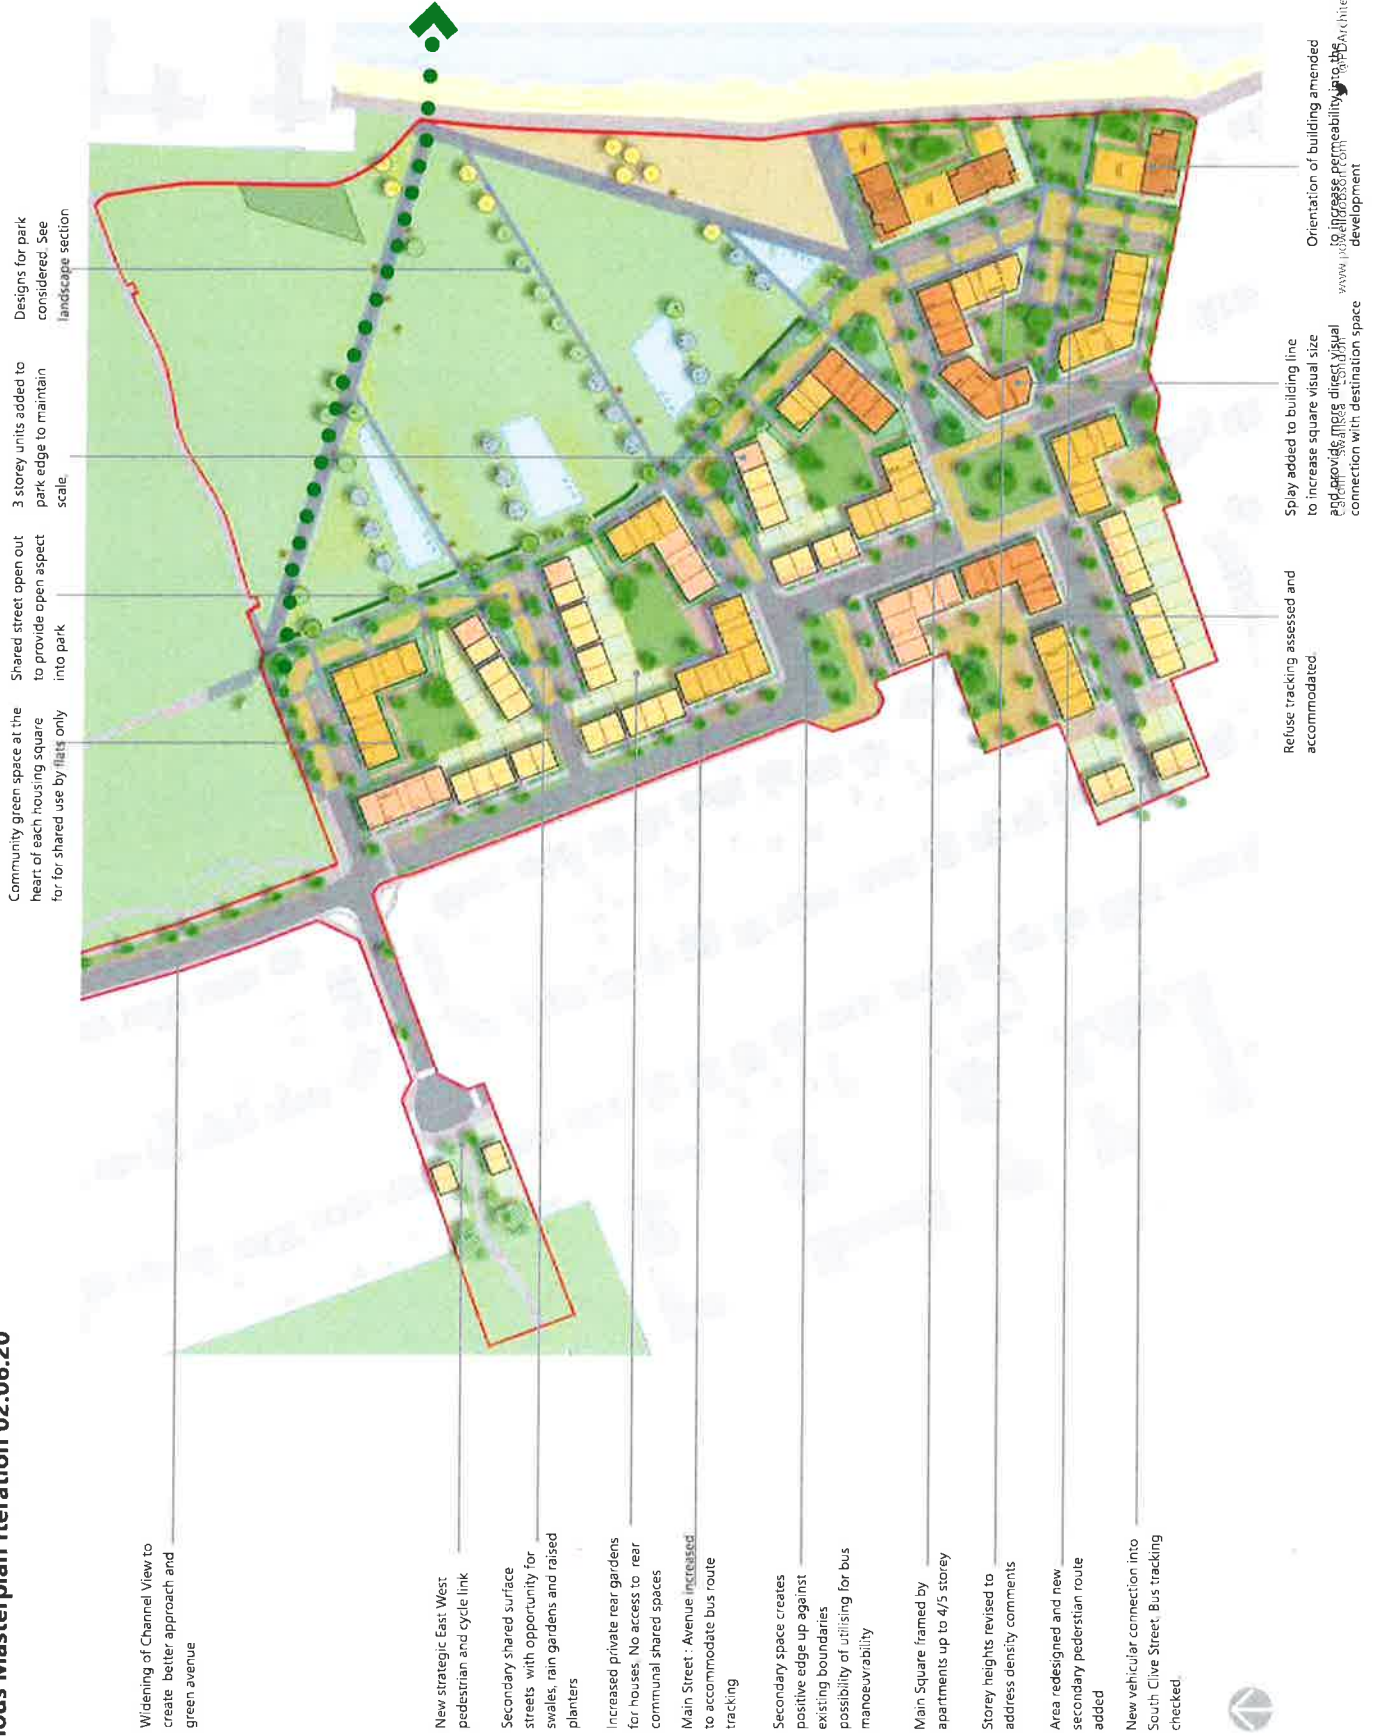 Masterplan Iteration 02.06.20
Widening of Channel View to
create better approach and
green avenue
New strategic East West
pedestrian and cycle link
Secondary shared surface
streets with opportunity for
swales, rain gardens and raised
planters
Increased private rear gardens
for houses. No access to rear
communal shared spaces
Main Street : Avenue increased
to accommodate bus route
tracking
Secondary space creates
positive edge up against
existing boundaries
possibility of utilising for bus
manoeuvrability
Main Square framed by
apartments up to 4/5 storey
Storey heights revised to
address density comments
Area redesigned and new
secondary pederstian route
added
New vehicular connection into
South Clive Street. Bus tracking
checked.
Community green space at the
heart of each housing square
for for shared use by flats only
Shared street open out
to provide open aspect
into park
3 storey units added to
park edge to maintain
scale.
Designs for park
considered. See
landscape section
Refuse tracking assessed and
accommodated.
Splay added to building line
to increase square visual size
and provide more direct visual
connection with destination space
Orientation of building amended
to increase permeability into the
development
Cardiff Swansea London
www.powelldobson.com